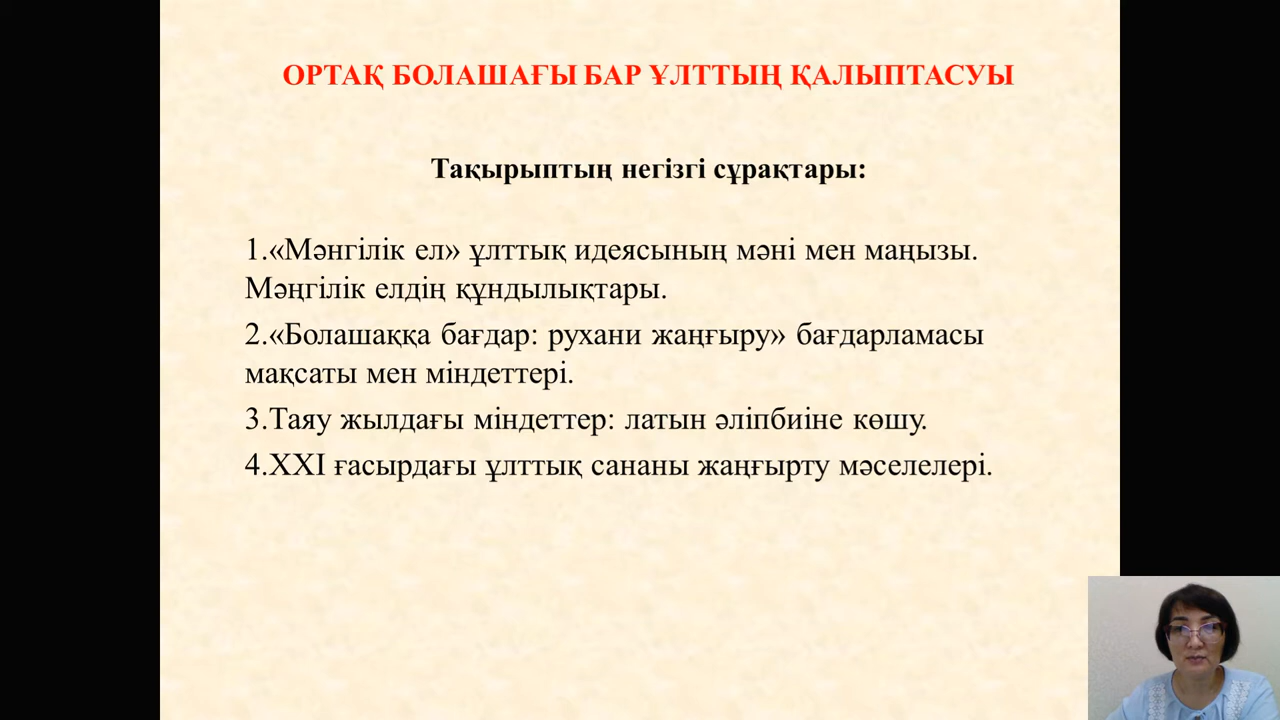 ОРТАҚ БОЛАШАҒЫ БАР ҰЛТТЫҢ ҚАЛЫПТАСУЫ
Тақырыптың негізгі сұрақтары:
1.«Мәнгілік ел» ұлттық идеясының мәні мен маңызы.
Мәңгілік елдің құндылықтары.
2.«Болашаққа бағдар: рухани жаңғыру» бағдарламасы
мақсаты мен міндеттері.
3.Таяу жылдағы міндеттер: латын әліпбиіне көшу.
4.XXI ғасырдағы ұлттық сананы жаңғырту мәселелері.